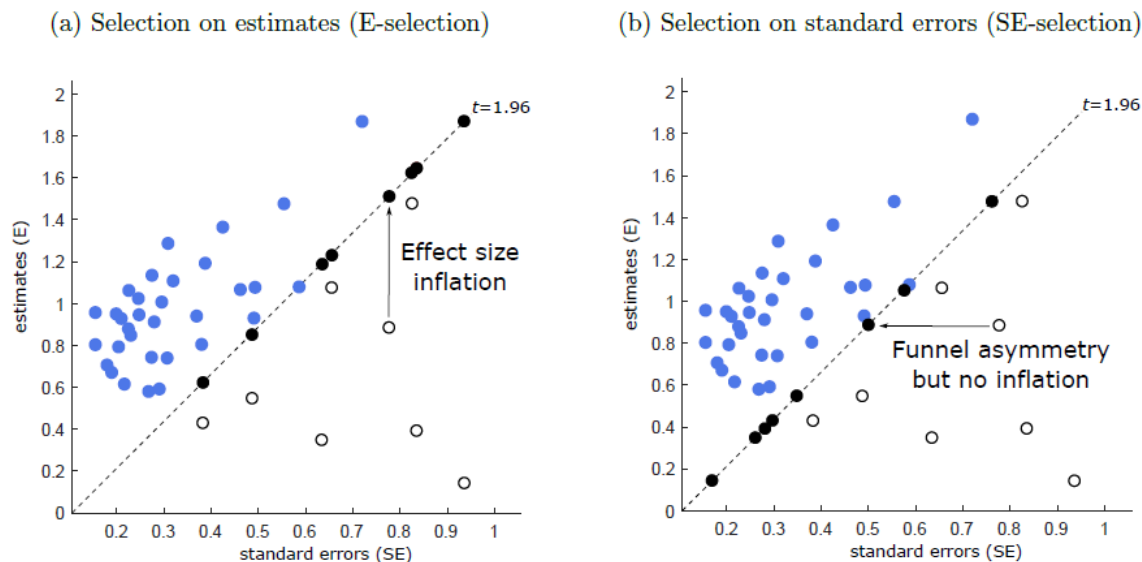 (a) Selection on estimates (E-selection)
2
1.8
1.6
1.4
1.2
1
0.8
0.6
0.4
0.2
0
estimates (E)
t=1.96
Effect size
inflation
0.2 0.3 0.4 0.5 0.6 0.7 0.8 0.9 1
standard errors (SE)
(b) Selection on standard errors (SE-selection)
2
1.8
1.6
1.4
1.2
1
0.8
0.6
0.4
0.2
0
estimates (E)
t=1.96
Funnel asymmetry
but no inflation
0.2 0.3 0.4 0.5 0.6 0.7 0.8 0.9 1
standard errors (SE)